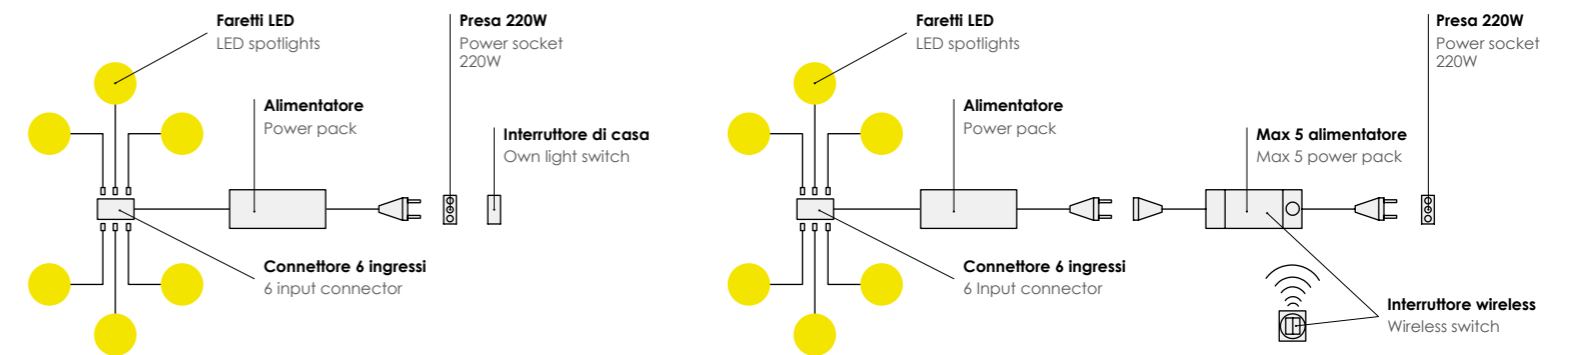 Faretti LED
LED spotlights
Presa 220W
Power socket
220W
Alimentatore
Power pack
Interruttore di casa
Own light switch
Connettore 6 ingressi
6 input connector
Faretti LED
LED spotlights
Presa 220W
Power socket
220W
Alimentatore
Power pack
Max 5 alimentatore
Max 5 power pack
Connettore 6 ingressi
6 Input connector
Interruttore wireless
Wireless switch